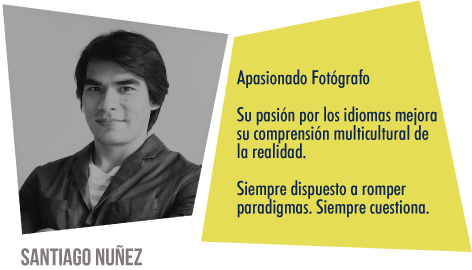 Apasionado Fotógrafo
Su pasión por los idiomas mejora
su comprensión multicultural de
la realidad.
Siempre dispuesto a romper
paradigmas. Siempre cuestiona.
SANTIAGO NUÑEZ